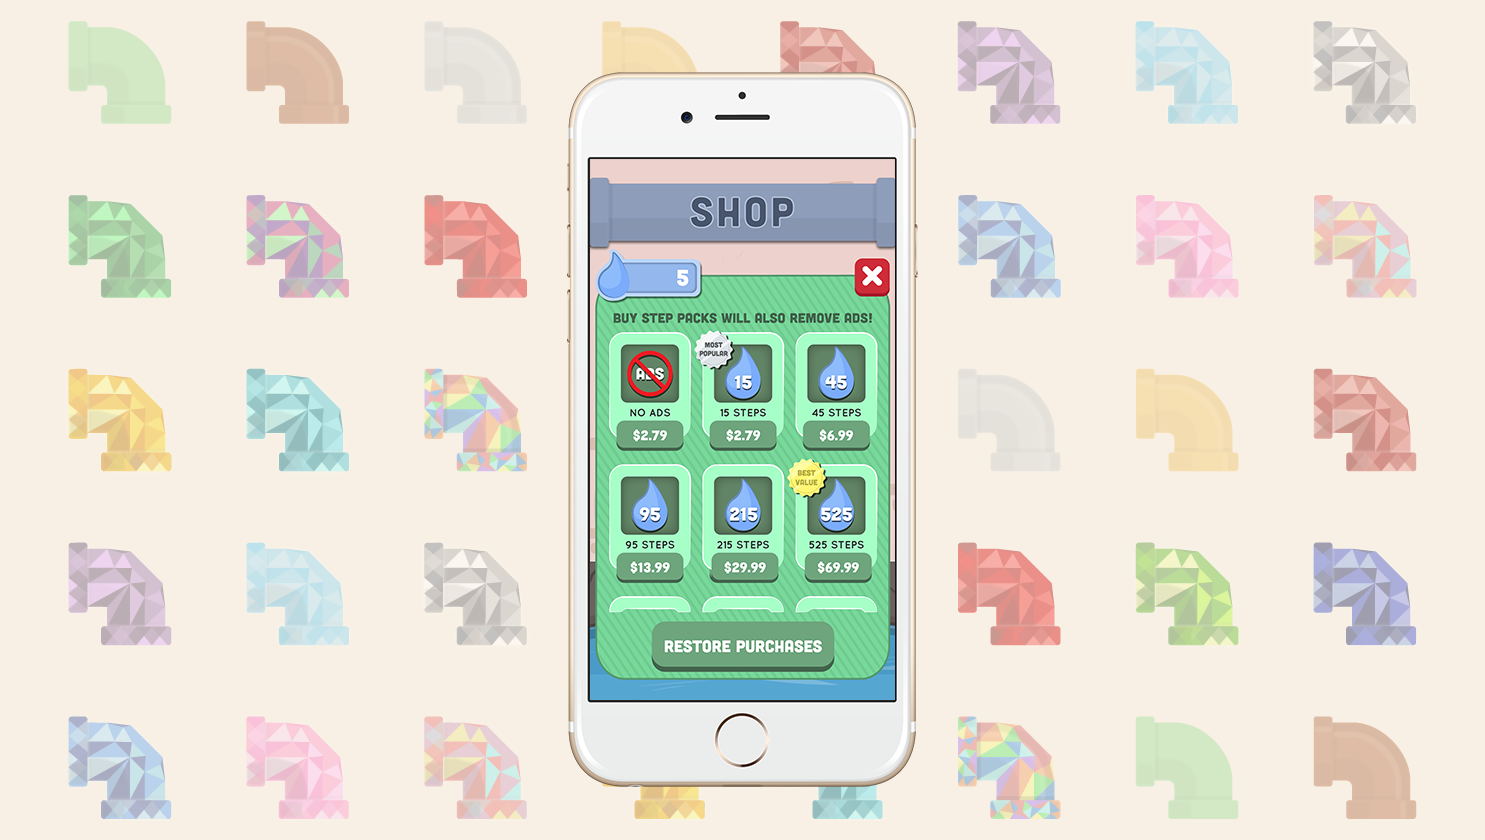 SHOP
5
BUY STEP PACKS WILL ALSO REMOVE ADS!
MOST
POPULAR
ADS
15
45
NO ADS
15 STEPS
45 STEPS
$2.79
$2.79
$6.99
BEST
VALUE
95
215
525
95 STEPS
215 STEPS
525 STEPS
$13.99
$29.99
$69.99
RESTORE PURCHASES